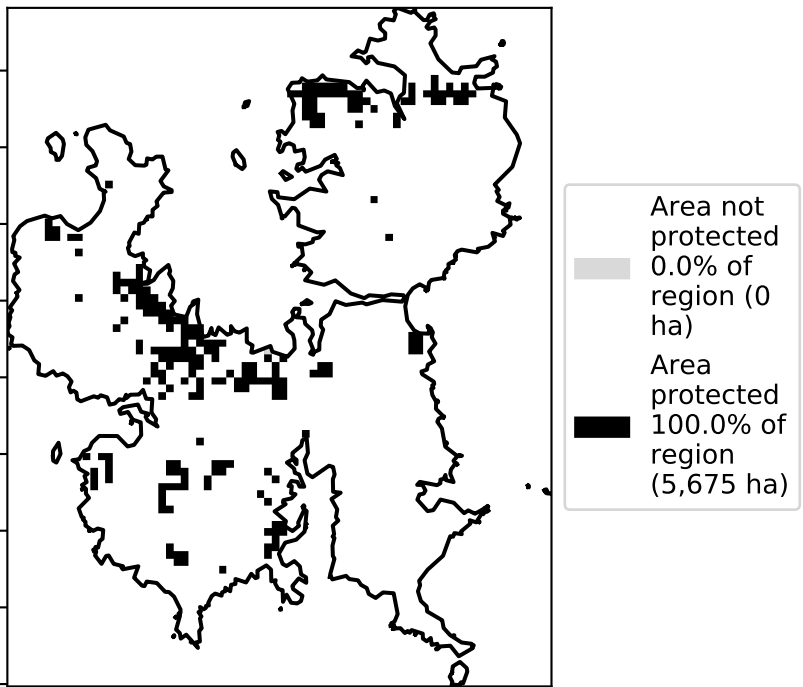 Area not
protected
0.0% of
region (0
ha)
Area
protected
100.0% of
region
(5,675 ha)